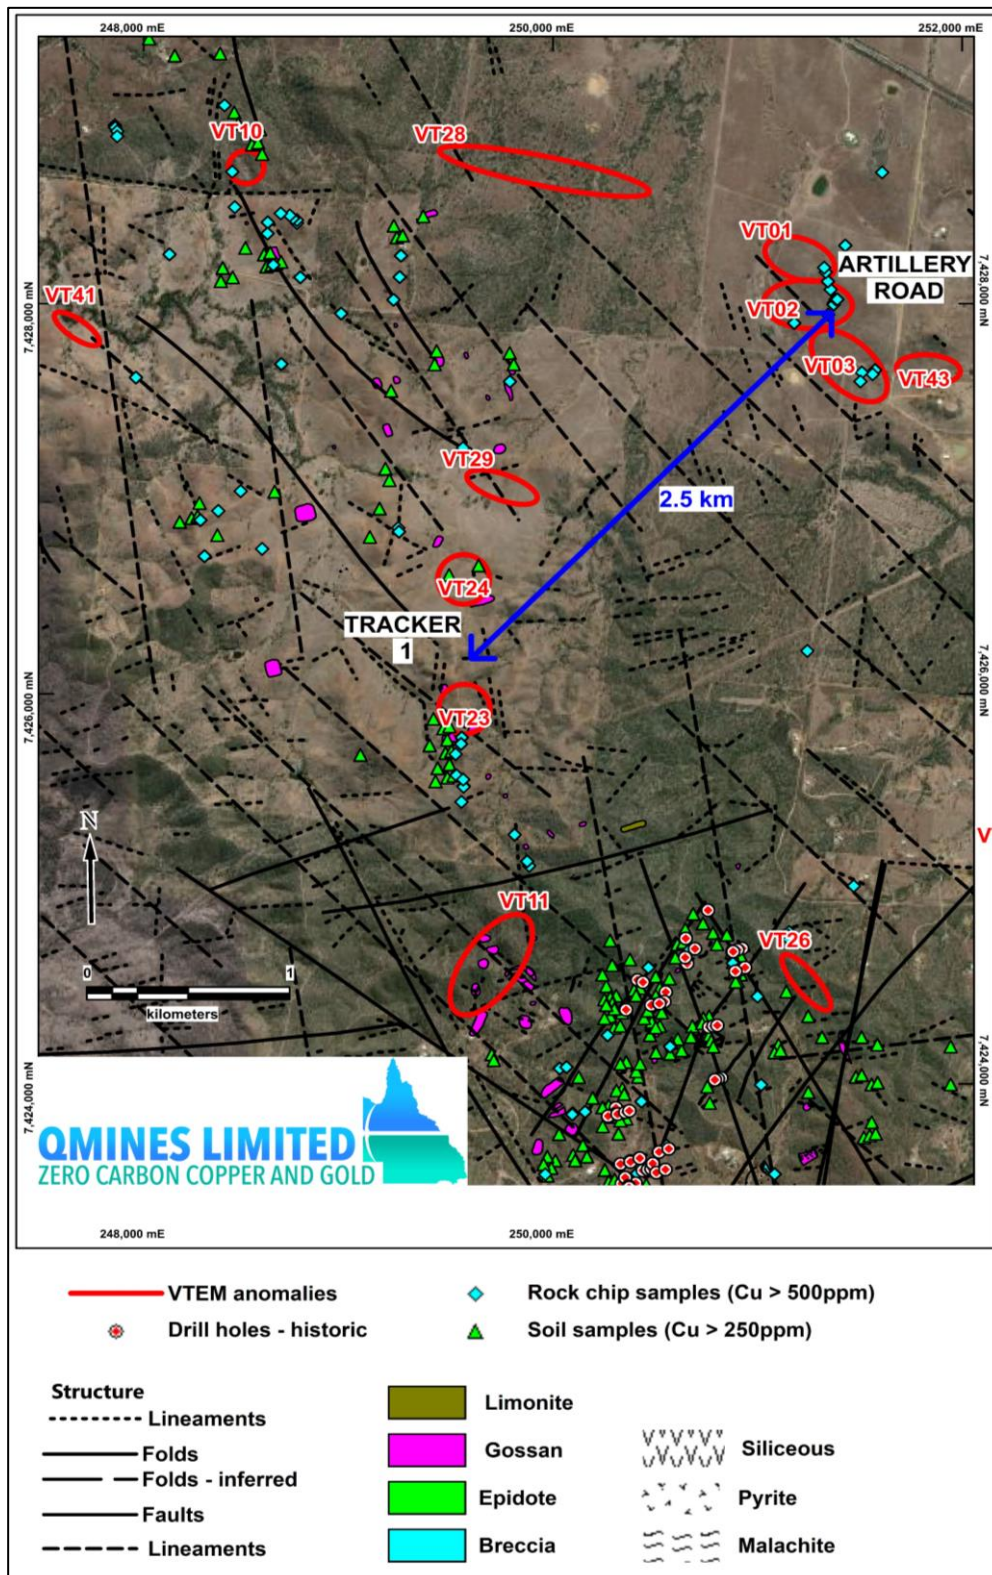 248,000 mE
250,000 mE
252,000 mE
VT10
VT28
VT01
ARTILLERY
ROAD
VT41
VT02
7,428,000 mN
7,428,000 mN
VT03
VT43
VT29
2.5 km
VT24
TRACKER
1
7,426,000 mN
7,426,000 mN
VT23
N
V
VT11
VT26
0
1
kilometers
7,424,000 mN
7,424,000 mN
QMINES LIMITED
ZERO CARBON COPPER AND GOLD
248,000 mE
250,000 mE
VTEM anomalies
Rock chip samples (Cu > 500ppm)
Drill holes - historic
Soil samples (Cu > 250ppm)
Structure
Lineaments
Folds
Folds - inferred
Faults
Lineaments
Limonite
Gossan
Epidote
Breccia
Siliceous
Pyrite
Malachite